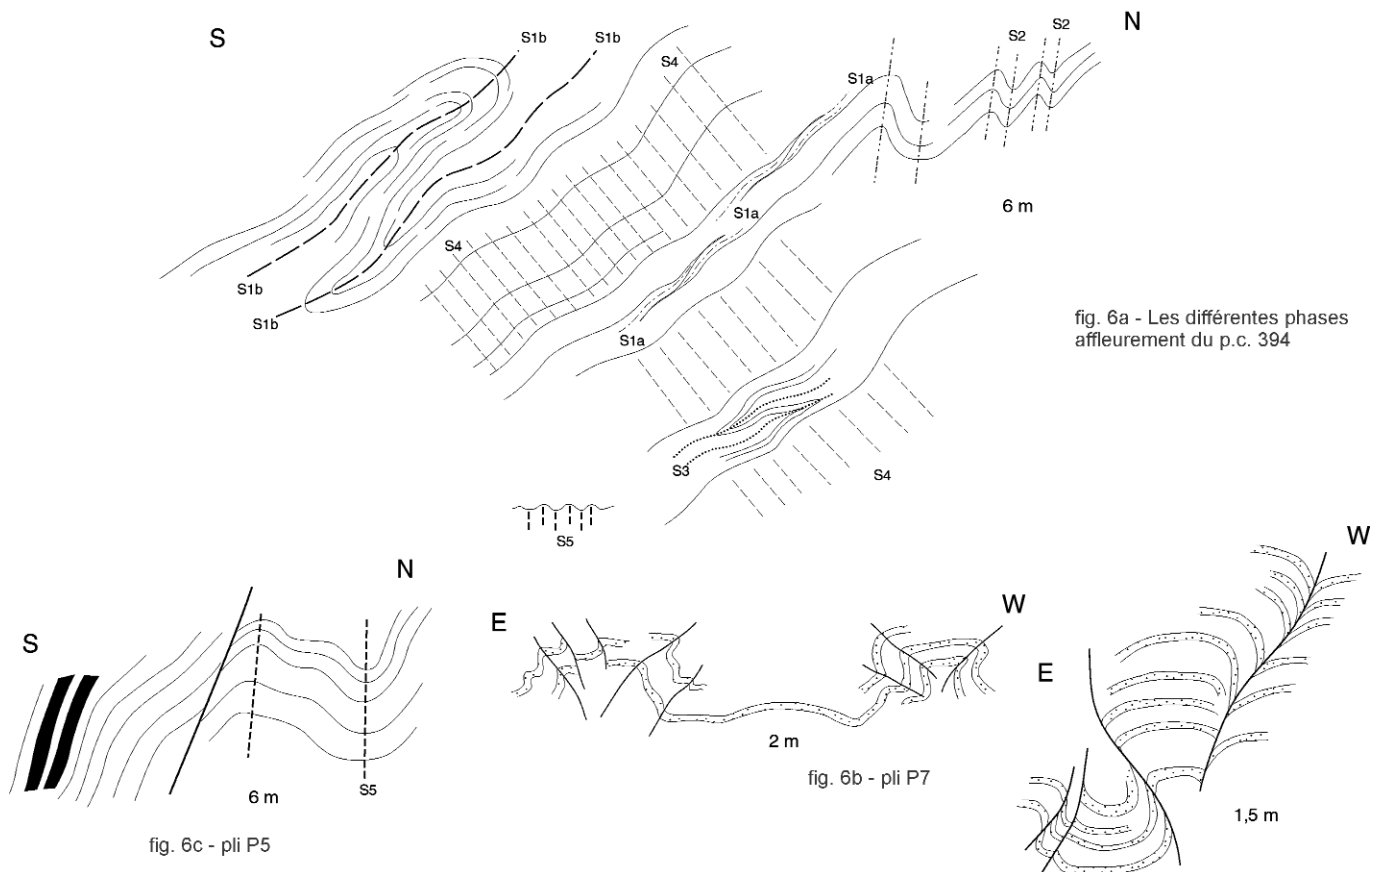 S
N
S1b
S1b
S2
S2
S4
S1a
S1a
6 m
S4
S1b
S1b
S1a
fig. 6a - Les différentes phases
affleurement du p.c. 394
S3
S4
S5
W
N
S
E
W
E
2 m
fig. 6b - pli P7
6 m
S5
1,5 m
fig. 6c - pli P5